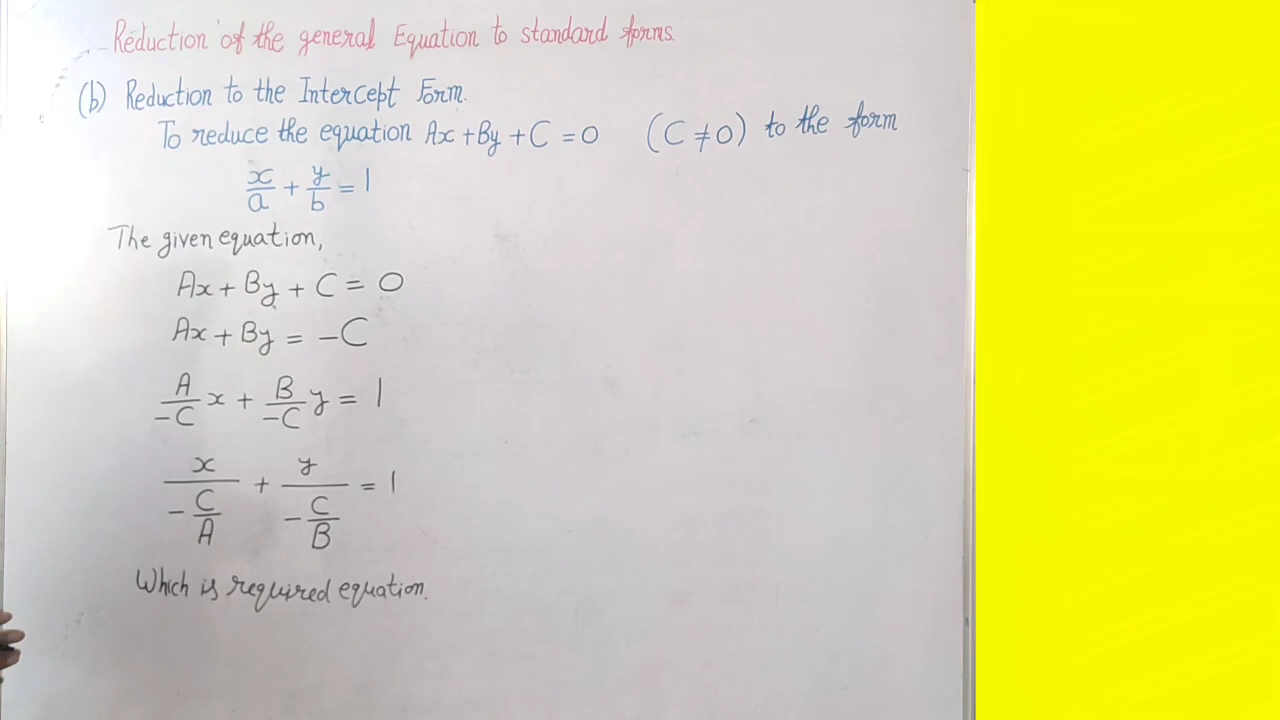 Reduction of the general Equation to standard forms.
(b) Reduction to the Intercept Form.
To reduce the equation Ax + By + C = 0 (C ≠ 0) to the form
x/a + y/b = 1
The given equation,
Ax + By + C = 0
Ax + By = -C
A/-C x + B/-C y = 1
x/(-C/A) + y/(-C/B) = 1
Which is required equation.